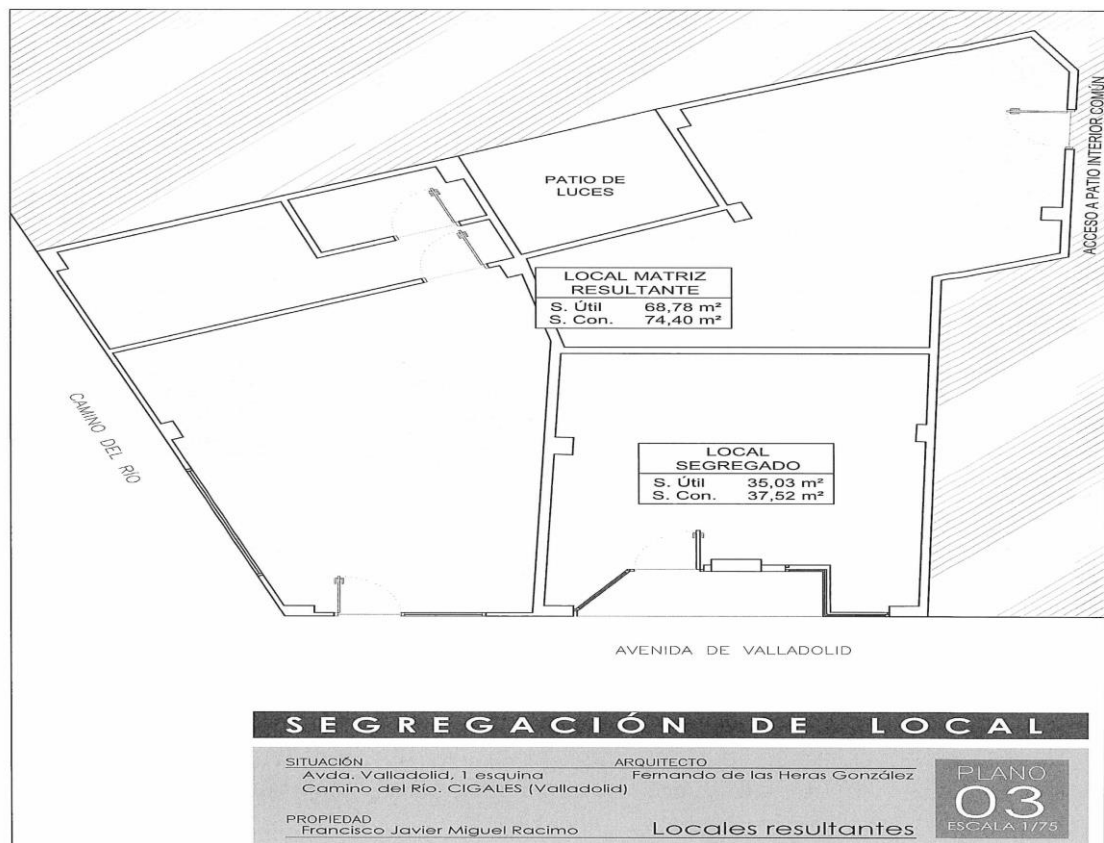 PATIO DE
LUCES
ACCESO A PATIO INTERIOR COMÚN
LOCAL MATRIZ
RESULTANTE
S. Útil 68,78 m²
S. Con. 74,40 m²
CAMINO DEL RÍO
LOCAL
SEGREGADO
S. Útil 35,03 m²
S. Con. 37,52 m²
AVENIDA DE VALLADOLID
SEGREGACIÓN DE LOCAL
SITUACIÓN
Avda. Valladolid, 1 esquina
Camino del Río. CIGALES (Valladolid)
ARQUITECTO
Fernando de las Heras González
PROPIEDAD
Francisco Javier Miguel Racimo
Locales resultantes
PLANO
03
ESCALA 1/75